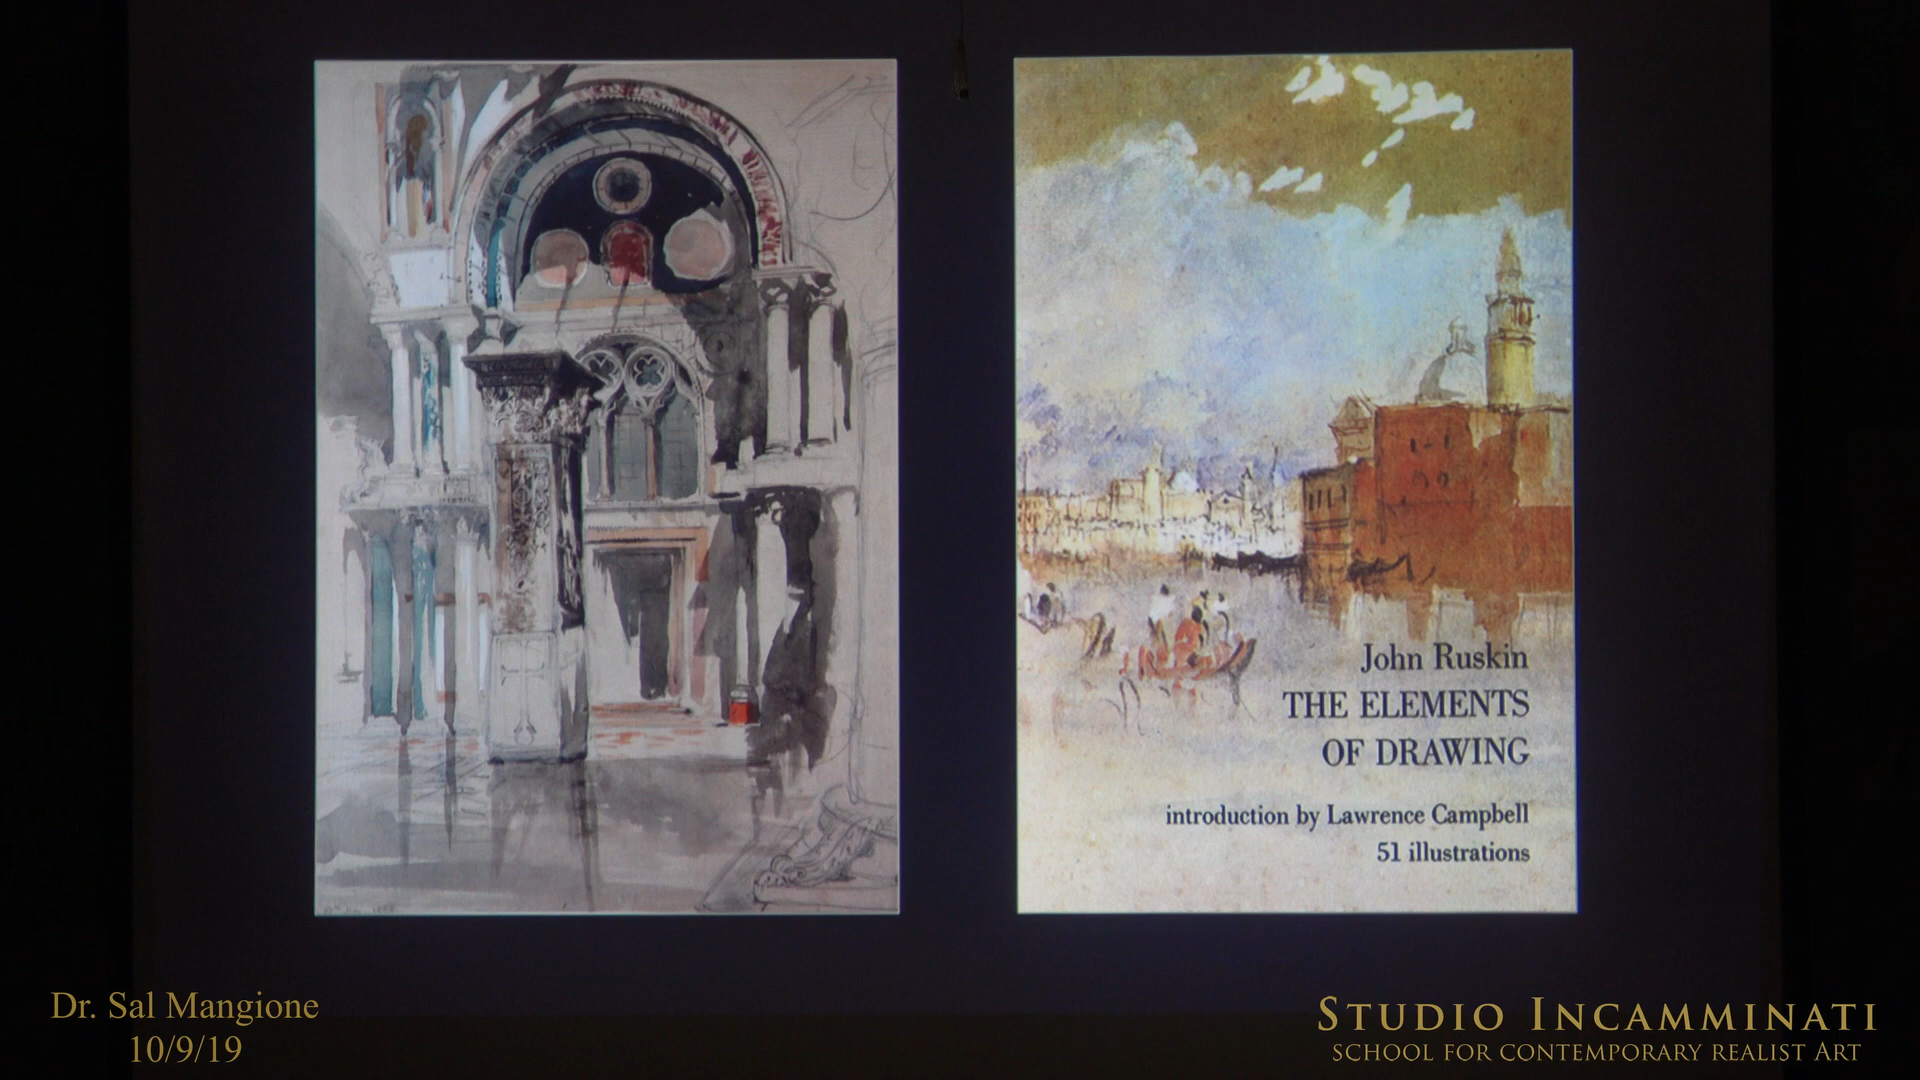 John Ruskin
THE ELEMENTS
OF DRAWING
introduction by Lawrence Campbell
51 illustrations
Dr. Sal Mangione
10/9/19
STUDIO INCAMMINATI
SCHOOL FOR CONTEMPORARY REALIST ART